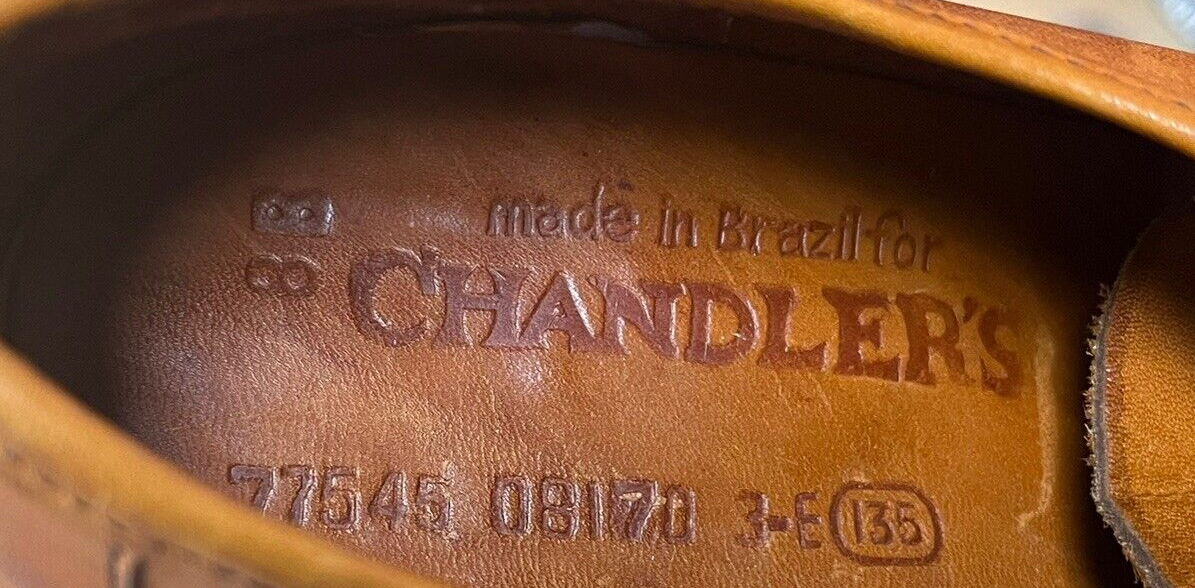 made in Brazil for
CHANDLER'S
8
77545 08170 3-E 135